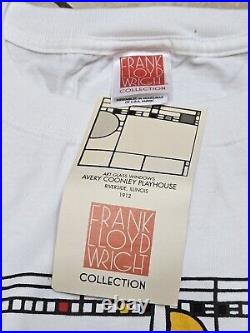 FRANK
LLOYD
WRIGHT
COLLECTION
ART GLASS WINDOWS
AVERY COONLEY PLAYHOUSE
RIVERSIDE, ILLINOIS
1912
FRANK
LLOYD
WRIGHT
COLLECTION